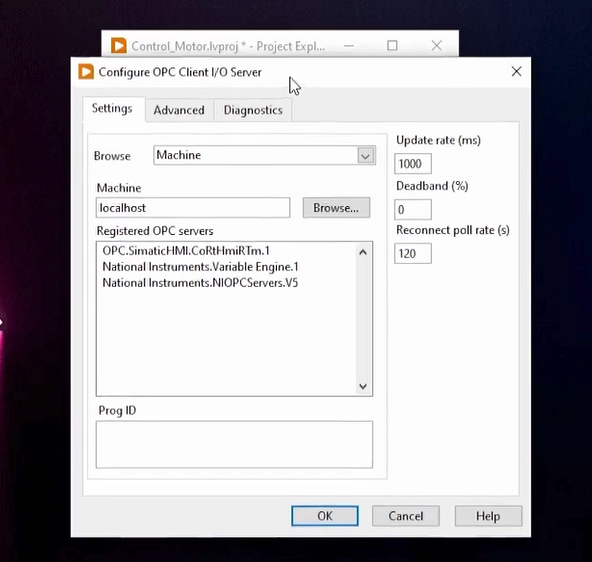 Control_Motor.lvproj * - Project Expl...
Configure OPC Client I/O Server
Settings
Advanced
Diagnostics
Browse
Machine
Machine
localhost
Browse...
Registered OPC servers
OPC.SimaticHMI.CoRtHmiRTm.1
National Instruments.Variable Engine.1
National Instruments.NIOPCServers.V5
Prog ID
Update rate (ms)
1000
Deadband (%)
0
Reconnect poll rate (s)
120
OK
Cancel
Help